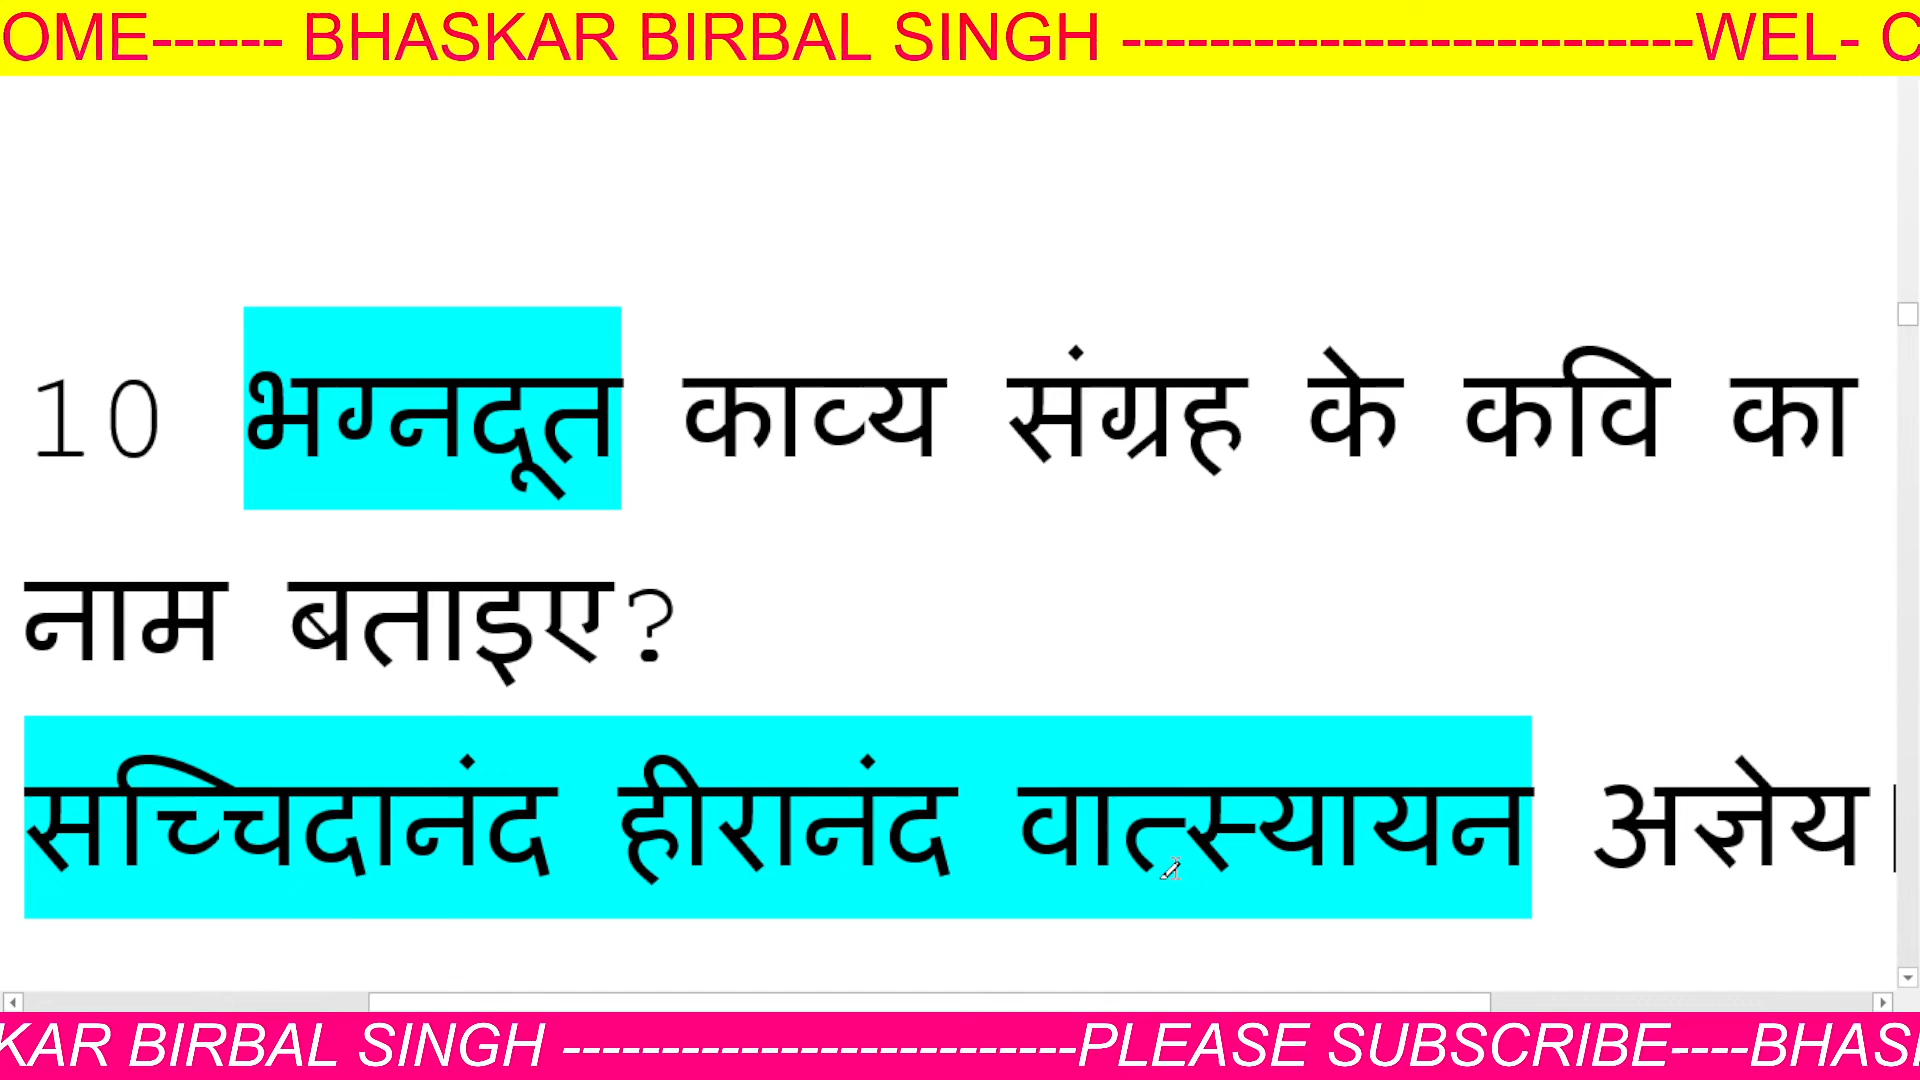 OME------ BHASKAR BIRBAL SINGH --------------------------WEL- C
10 भग्नदूत काव्य संग्रह के कवि का
नाम बताइए?
सच्चिदानंद हीरानंद वात्स्यायन अज्ञेय
KAR BIRBAL SINGH -------------------------PLEASE SUBSCRIBE----BHAS